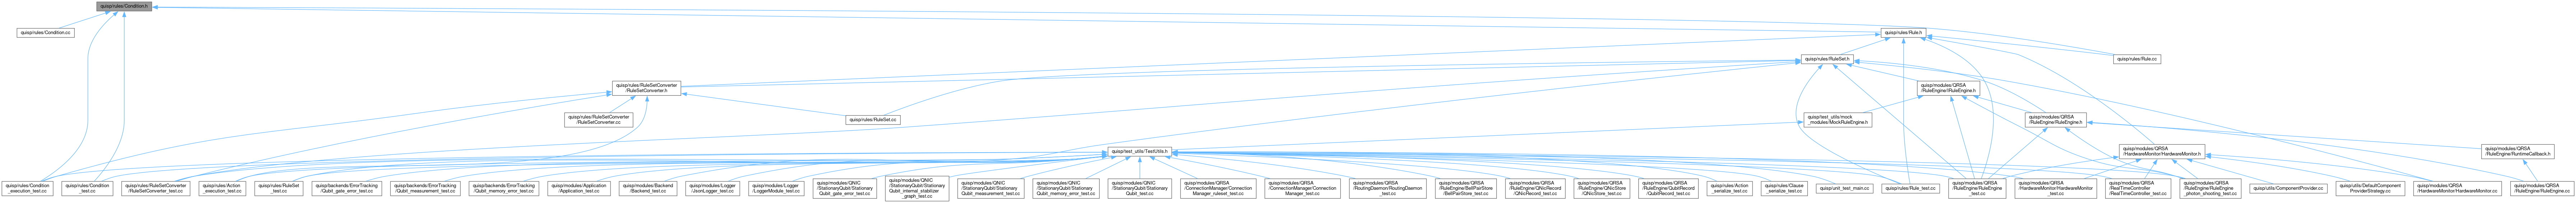 quisp/rules/Condition.h
quisp/rules/Condition.cc
quisp/rules/Rule.h
quisp/rules/RuleSet.h
quisp/rules/Rule.cc
quisp/rules/RuleSetConverter
/RuleSetConverter.h
quisp/modules/QRSA
/RuleEngine/IRuleEngine.h
quisp/rules/RuleSetConverter
/RuleSetConverter.cc
quisp/rules/RuleSet.cc
quisp/test_utils/mock
_modules/MockRuleEngine.h
quisp/modules/QRSA
/RuleEngine/RuleEngine.h
quisp/test_utils/TestUtils.h
quisp/modules/QRSA
/HardwareMonitor/HardwareMonitor.h
quisp/modules/QRSA
/RuleEngine/RuntimeCallback.h
quisp/rules/Condition
_execution_test.cc
quisp/rules/Condition
_test.cc
quisp/rules/RuleSetConverter
/RuleSetConverter_test.cc
quisp/rules/Action
_execution_test.cc
quisp/rules/RuleSet
_test.cc
quisp/backends/ErrorTracking
/Qubit_gate_error_test.cc
quisp/backends/ErrorTracking
/Qubit_measurement_test.cc
quisp/backends/ErrorTracking
/Qubit_memory_error_test.cc
quisp/modules/Application
/Application_test.cc
quisp/modules/Backend
/Backend_test.cc
quisp/modules/Logger
/JsonLogger_test.cc
quisp/modules/Logger
/LoggerModule_test.cc
quisp/modules/QNIC
/StationaryQubit/Stationary
Qubit_gate_error_test.cc
quisp/modules/QNIC
/StationaryQubit/Stationary
Qubit_internal_stabilize
_graph_test.cc
quisp/modules/QNIC
/StationaryQubit/Stationary
Qubit_measurement_test.cc
quisp/modules/QNIC
/StationaryQubit/Stationary
Qubit_memory_error_test.cc
quisp/modules/QNIC
/StationaryQubit/Stationary
Qubit_test.cc
quisp/modules/QRSA
/ConnectionManager/Connection
Manager_ruleset_test.cc
quisp/modules/QRSA
/ConnectionManager/Connection
Manager_test.cc
quisp/modules/QRSA
/RoutingDaemon/RoutingDaemon
_test.cc
quisp/modules/QRSA
/RuleEngine/BellPairStore
/BellPairStore_test.cc
quisp/modules/QRSA
/RuleEngine/QNicRecord
/QNicRecord_test.cc
quisp/modules/QRSA
/RuleEngine/QNicStore
/QNicStore_test.cc
quisp/modules/QRSA
/RuleEngine/QubitRecord
/QubitRecord_test.cc
quisp/rules/Action
_serialize_test.cc
quisp/rules/Clause
_serialize_test.cc
quisp/unit_test_main.cc
quisp/rules/Rule_test.cc
quisp/modules/QRSA
/RuleEngine/RuleEngine
_test.cc
quisp/modules/QRSA
/HardwareMonitor/HardwareMonitor
_test.cc
quisp/modules/QRSA
/RealTimeController
/RealTimeController_test.cc
quisp/modules/QRSA
/RuleEngine/RuleEngine
_photon_shooting_test.cc
quisp/utils/ComponentProvider.cc
quisp/utils/DefaultComponent
ProviderStrategy.cc
quisp/modules/QRSA
/HardwareMonitor/HardwareMonitor.cc
quisp/modules/QRSA
/RuleEngine/RuleEngine.cc